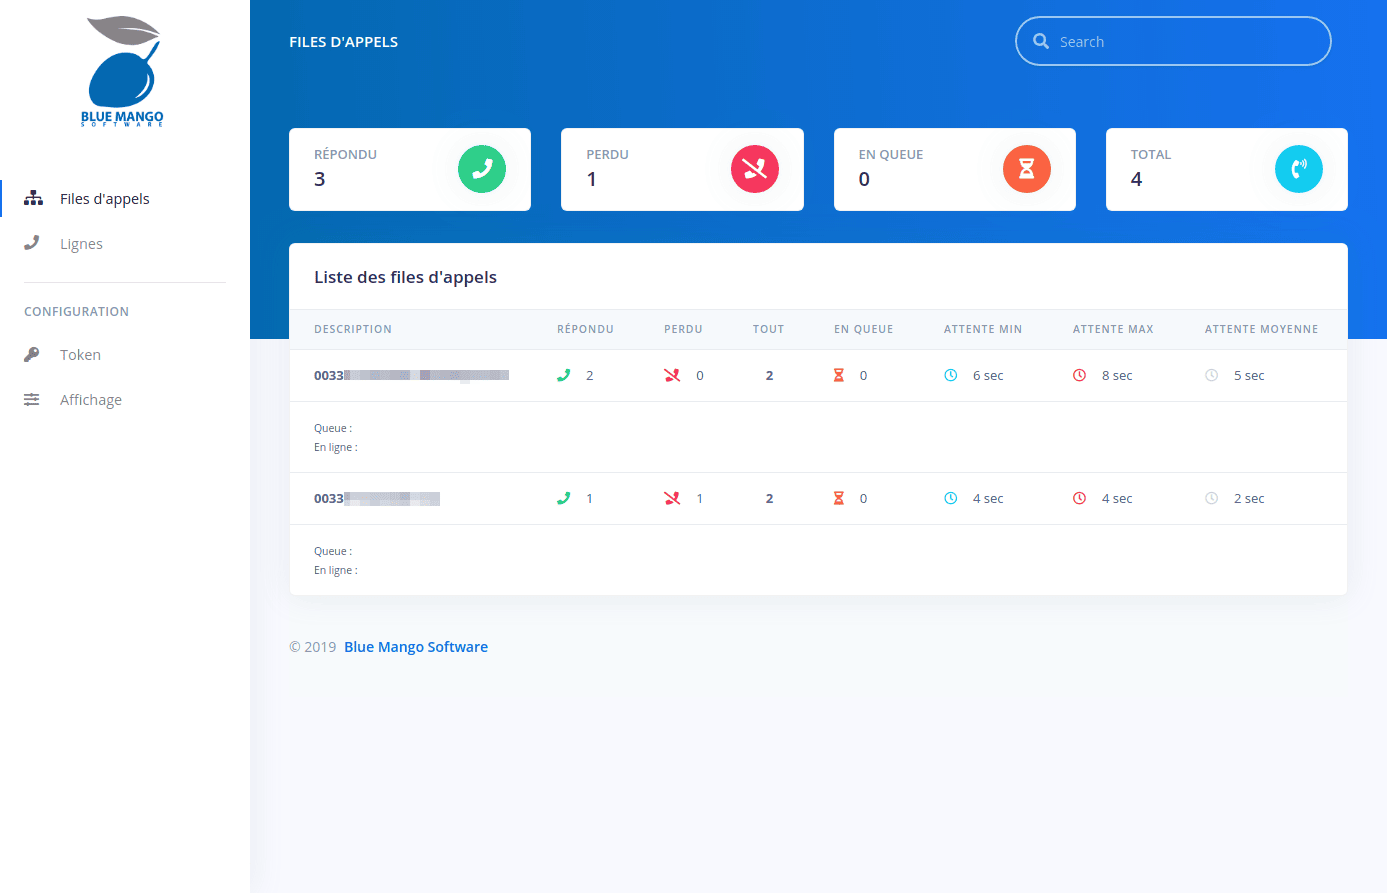 BLUE MANGO
SOFTWARE
Files d'appels
Lignes
CONFIGURATION
Token
Affichage
FILES D'APPELS
Search
RÉPONDU
3
PERDU
1
EN QUEUE
0
TOTAL
4
Liste des files d'appels
DESCRIPTION RÉPONDU PERDU TOUT EN QUEUE ATTENTE MIN ATTENTE MAX ATTENTE MOYENNE
0033 2 0 2 0 6 sec 8 sec 5 sec
Queue :
En ligne :
0033 1 1 2 0 4 sec 4 sec 2 sec
Queue :
En ligne :
© 2019 Blue Mango Software